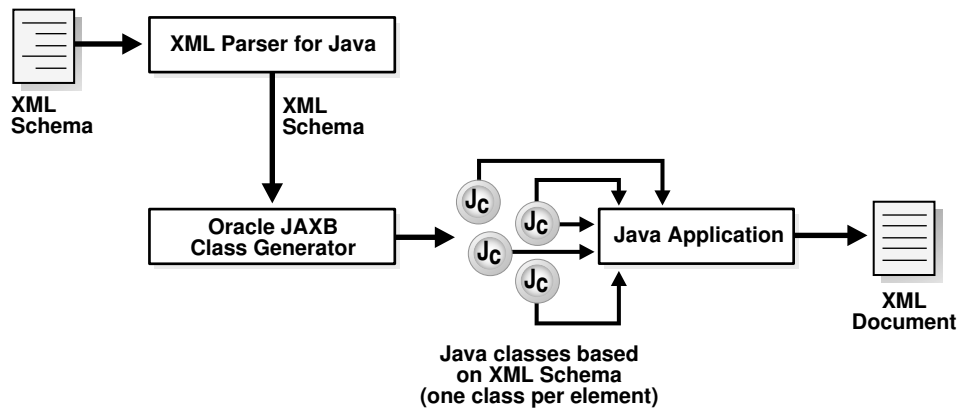 XML Parser for Java
XML
Schema
XML
Schema
Oracle JAXB
Class Generator
Jc
Jc
Jc
Jc
Java Application
XML
Document
Java classes based
on XML Schema
(one class per element)